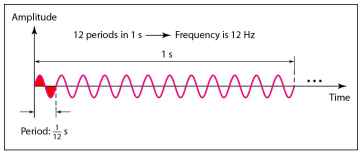 Amplitude
12 periods in 1 s → Frequency is 12 Hz
1 s
...
Time
Period: 1/12 s